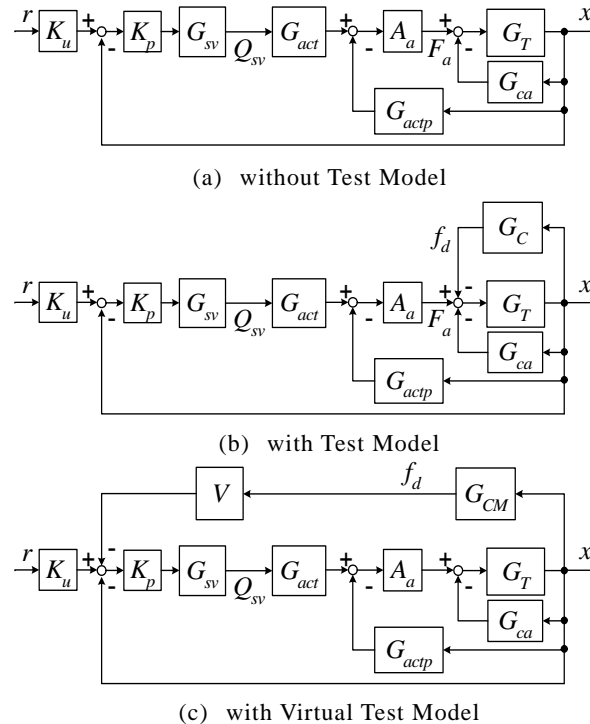 r K_u + - K_p G_sv Q_sv G_act + - A_a F_a + - G_T x
G_ca
G_actp
(a) without Test Model
f_d G_C
r K_u + - K_p G_sv Q_sv G_act + - A_a F_a + - - G_T x
G_ca
G_actp
(b) with Test Model
V f_d G_CM
r K_u + - - K_p G_sv Q_sv G_act + - A_a + - G_T x
G_ca
G_actp
(c) with Virtual Test Model